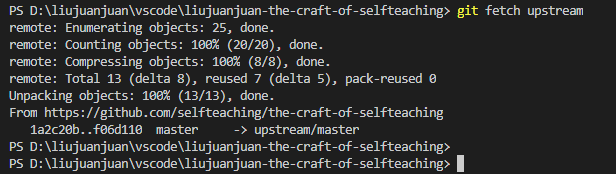 PS D:\liujuanjuan\vscode\liujuanjuan-the-craft-of-selfteaching> git fetch upstream
remote: Enumerating objects: 25, done.
remote: Counting objects: 100% (20/20), done.
remote: Compressing objects: 100% (8/8), done.
remote: Total 13 (delta 8), reused 7 (delta 5), pack-reused 0
Unpacking objects: 100% (13/13), done.
From https://github.com/selfteaching/the-craft-of-selfteaching
   1a2c20b..f06d110  master     -> upstream/master
PS D:\liujuanjuan\vscode\liujuanjuan-the-craft-of-selfteaching>
PS D:\liujuanjuan\vscode\liujuanjuan-the-craft-of-selfteaching>